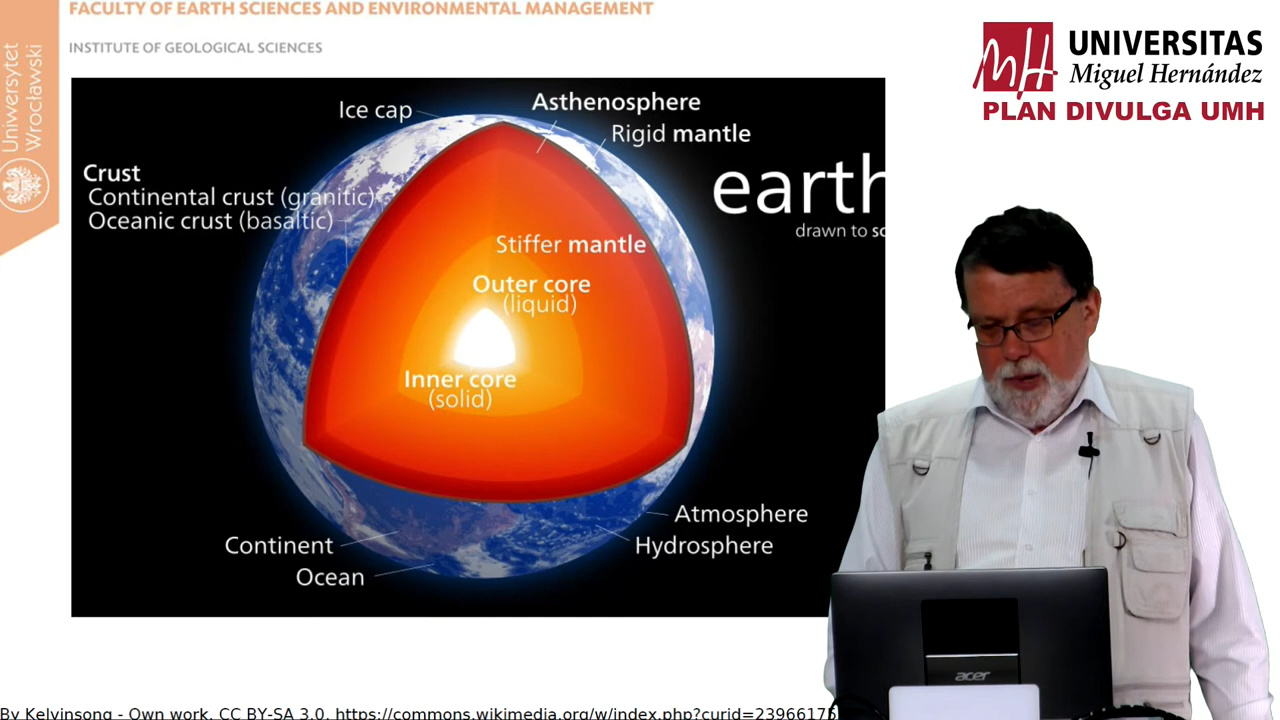 FACULTY OF EARTH SCIENCES AND ENVIRONMENTAL MANAGEMENT
INSTITUTE OF GEOLOGICAL SCIENCES
Uniwersytet
Wrocławski
UNIVERSITAS
Miguel Hernández
PLAN DIVULGA UMH
Ice cap
Asthenosphere
Rigid mantle
Crust
Continental crust (granitic)
Oceanic crust (basaltic)
earth
drawn to sc
Stiffer mantle
Outer core
(liquid)
Inner core
(solid)
Atmosphere
Hydrosphere
Continent
Ocean
acer
By Kelvinsong - Own work, CC BY-SA 3.0, https://commons.wikimedia.org/w/index.php?curid=23966175